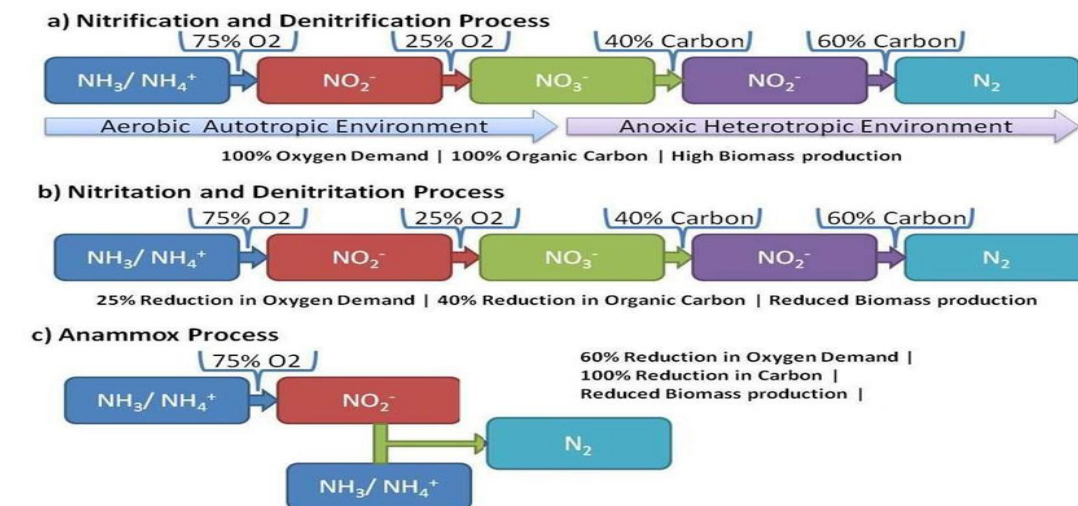 a) Nitrification and Denitrification Process
75% O2 25% O2 40% Carbon 60% Carbon
NH₃/ NH₄⁺ NO₂⁻ NO₃⁻ NO₂⁻ N₂
Aerobic Autotropic Environment Anoxic Heterotropic Environment
100% Oxygen Demand | 100% Organic Carbon | High Biomass production
b) Nitritation and Denitritation Process
75% O2 25% O2 40% Carbon 60% Carbon
NH₃/ NH₄⁺ NO₂⁻ NO₃⁻ NO₂⁻ N₂
25% Reduction in Oxygen Demand | 40% Reduction in Organic Carbon | Reduced Biomass production
c) Anammox Process
75% O2
NH₃/ NH₄⁺ NO₂⁻
60% Reduction in Oxygen Demand |
100% Reduction in Carbon |
Reduced Biomass production |
N₂
NH₃/ NH₄⁺